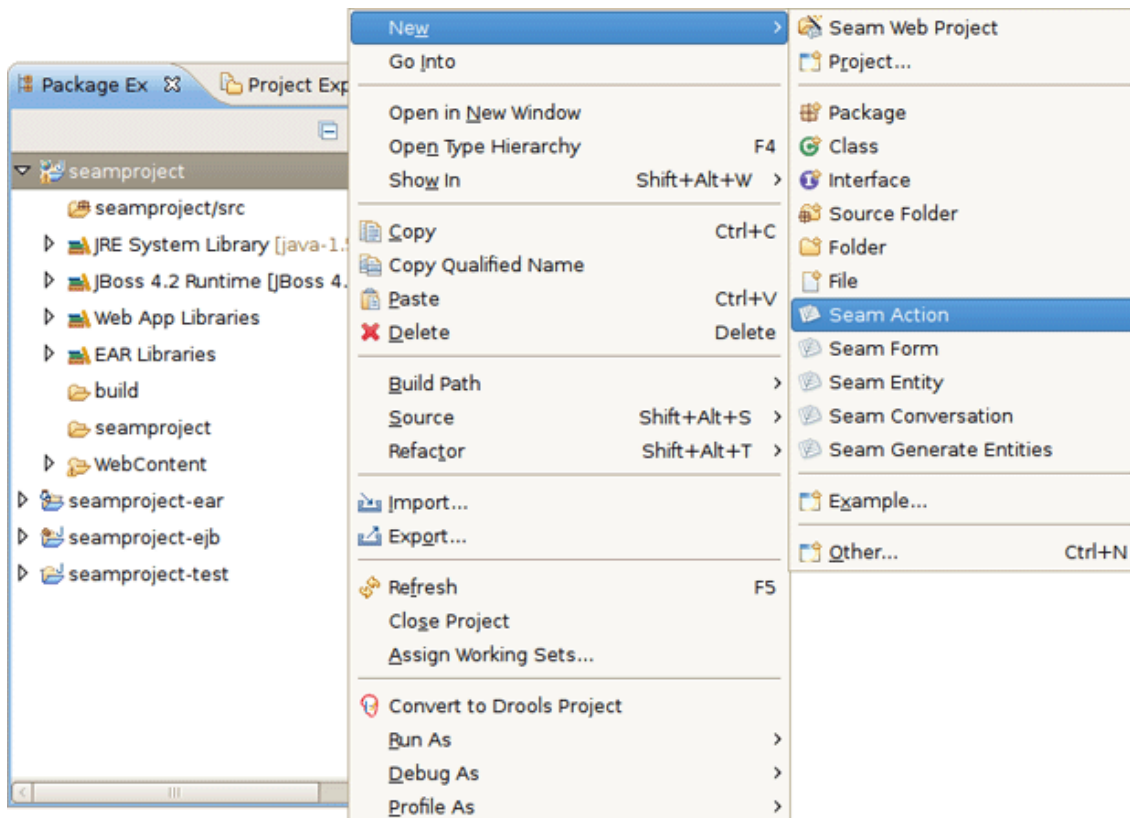 Package Ex
Project Exp
seamproject
seamproject/src
JRE System Library [java-1.5
JBoss 4.2 Runtime [JBoss 4.
Web App Libraries
EAR Libraries
build
seamproject
WebContent
seamproject-ear
seamproject-ejb
seamproject-test
New
Go Into
Open in New Window
Open Type Hierarchy F4
Show In Shift+Alt+W
Copy Ctrl+C
Copy Qualified Name
Paste Ctrl+V
Delete Delete
Build Path
Source Shift+Alt+S
Refactor Shift+Alt+T
Import...
Export...
Refresh F5
Close Project
Assign Working Sets...
Convert to Drools Project
Run As
Debug As
Profile As
Seam Web Project
Project...
Package
Class
Interface
Source Folder
Folder
File
Seam Action
Seam Form
Seam Entity
Seam Conversation
Seam Generate Entities
Example...
Other... Ctrl+N